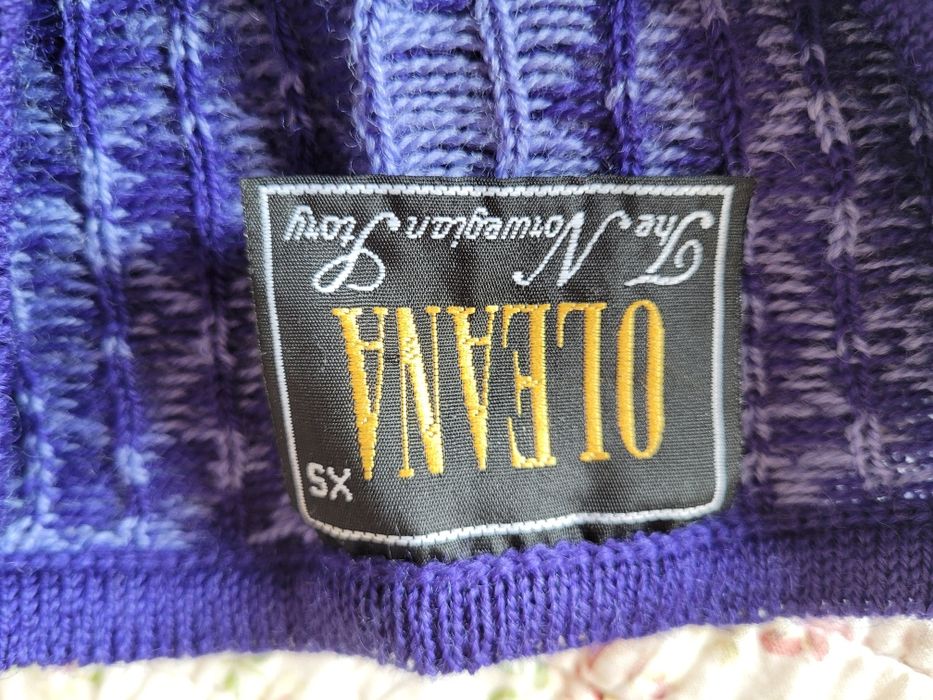 XS
OLEANA
The Norwegian
Story